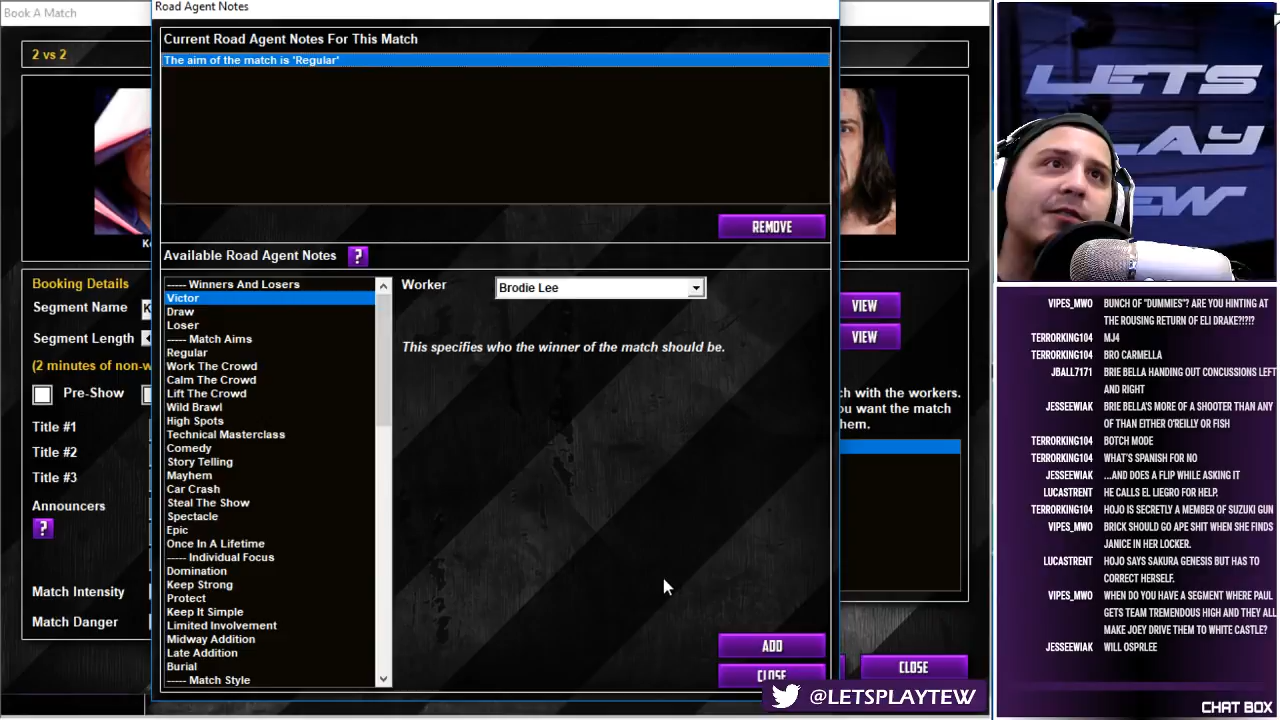 Book A Match
Road Agent Notes
2 vs 2
Current Road Agent Notes For This Match
The aim of the match is 'Regular'
REMOVE
Available Road Agent Notes ?
----- Winners And Losers
Victor
Draw
Loser
----- Match Aims
Regular
Work The Crowd
Calm The Crowd
Lift The Crowd
Wild Brawl
High Spots
Technical Masterclass
Comedy
Story Telling
Mayhem
Car Crash
Steal The Show
Spectacle
Epic
Once In A Lifetime
----- Individual Focus
Domination
Keep Strong
Protect
Keep It Simple
Limited Involvement
Midway Addition
Late Addition
Burial
----- Match Style
Worker
Brodie Lee
This specifies who the winner of the match should be.
ADD
CLOSE
Booking Details
Segment Name
Segment Length
(2 minutes of non-w
Pre-Show
Title #1
Title #2
Title #3
Announcers
?
Match Intensity
Match Danger
VIEW
VIEW
ch with the workers.
ou want the match
hem.
CLOSE
@LETSPLAYTEW
LETS
PLAY
TEW
VIPES_MWO BUNCH OF "DUMMIES"? ARE YOU HINTING AT
THE ROUSING RETURN OF ELI DRAKE?!?!?
TERRORKING104 MJ4
TERRORKING104 BRO CARMELLA
JBALL7171 BRIE BELLA HANDING OUT CONCUSSIONS LEFT
AND RIGHT
JESSEEWIAK BRIE BELLA'S MORE OF A SHOOTER THAN ANY
OF THAN EITHER O'REILLY OR FISH
TERRORKING104 BOTCH MODE
TERRORKING104 WHAT'S SPANISH FOR NO
JESSEEWIAK ...AND DOES A FLIP WHILE ASKING IT
LUCASTRENT HE CALLS EL LIEGRO FOR HELP.
TERRORKING104 HOJO IS SECRETLY A MEMBER OF SUZUKI GUN
VIPES_MWO BRICK SHOULD GO APE SHIT WHEN SHE FINDS
JANICE IN HER LOCKER.
LUCASTRENT HOJO SAYS SAKURA GENESIS BUT HAS TO
CORRECT HERSELF.
VIPES_MWO WHEN DO YOU HAVE A SEGMENT WHERE PAUL
GETS TEAM TREMENDOUS HIGH AND THEY ALL
MAKE JOEY DRIVE THEM TO WHITE CASTLE?
JESSEEWIAK WILL OSPRLEE
CHAT BOX